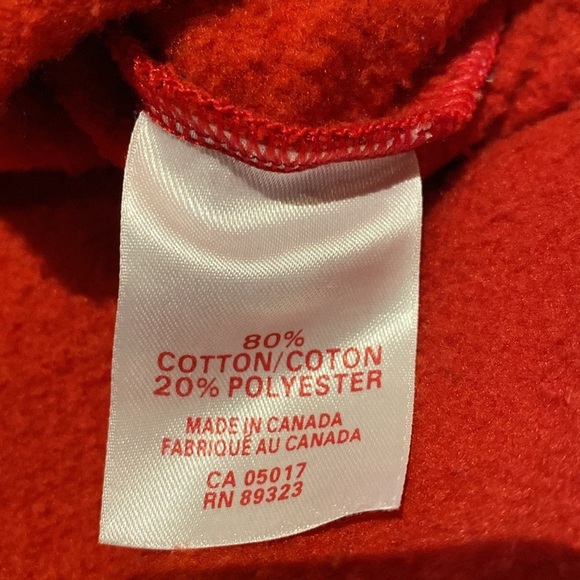 80%
COTTON/COTON
20% POLYESTER
MADE IN CANADA
FABRIQUÉ AU CANADA
CA 05017
RN 89323